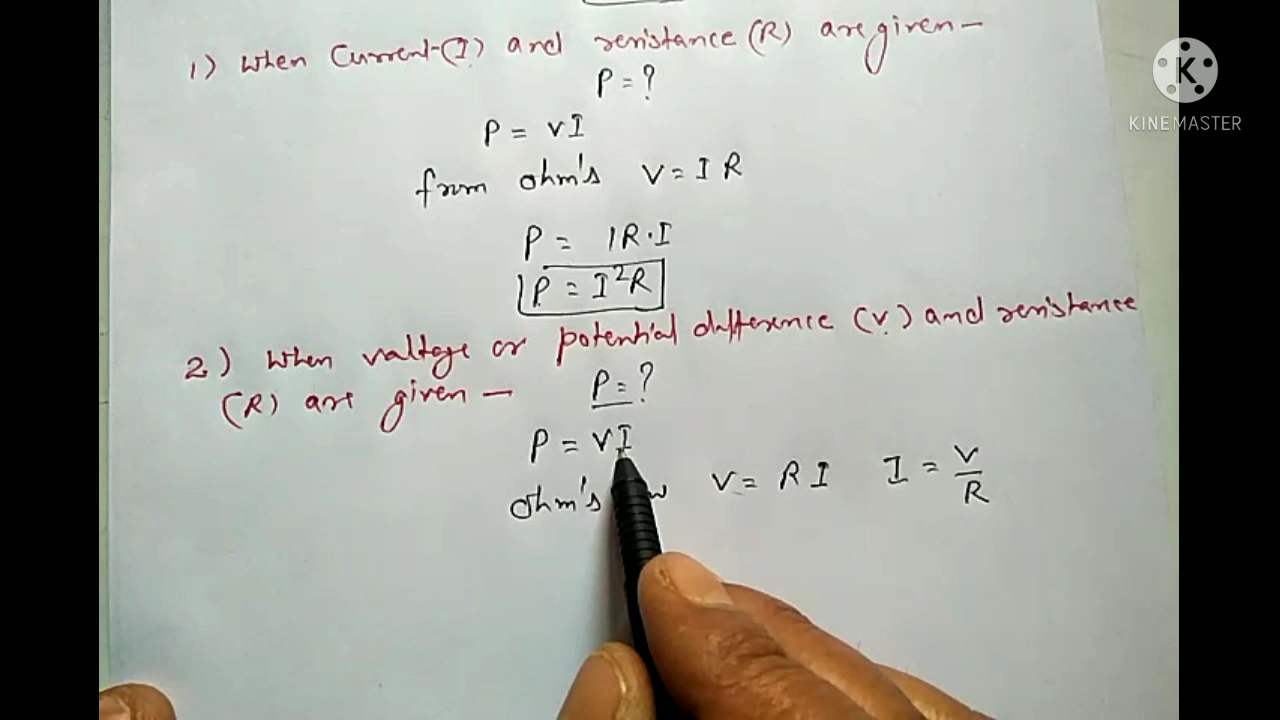 1) When Current (I) and resistance (R) are given -
P = ?
P = VI
from ohm's V = I R
P = IR·I
P = I²R
2) When valtage or potential difference (V) and resistance
(R) are given -
P = ?
P = VI
ohm's V = R I I = V/R
K
KINEMASTER